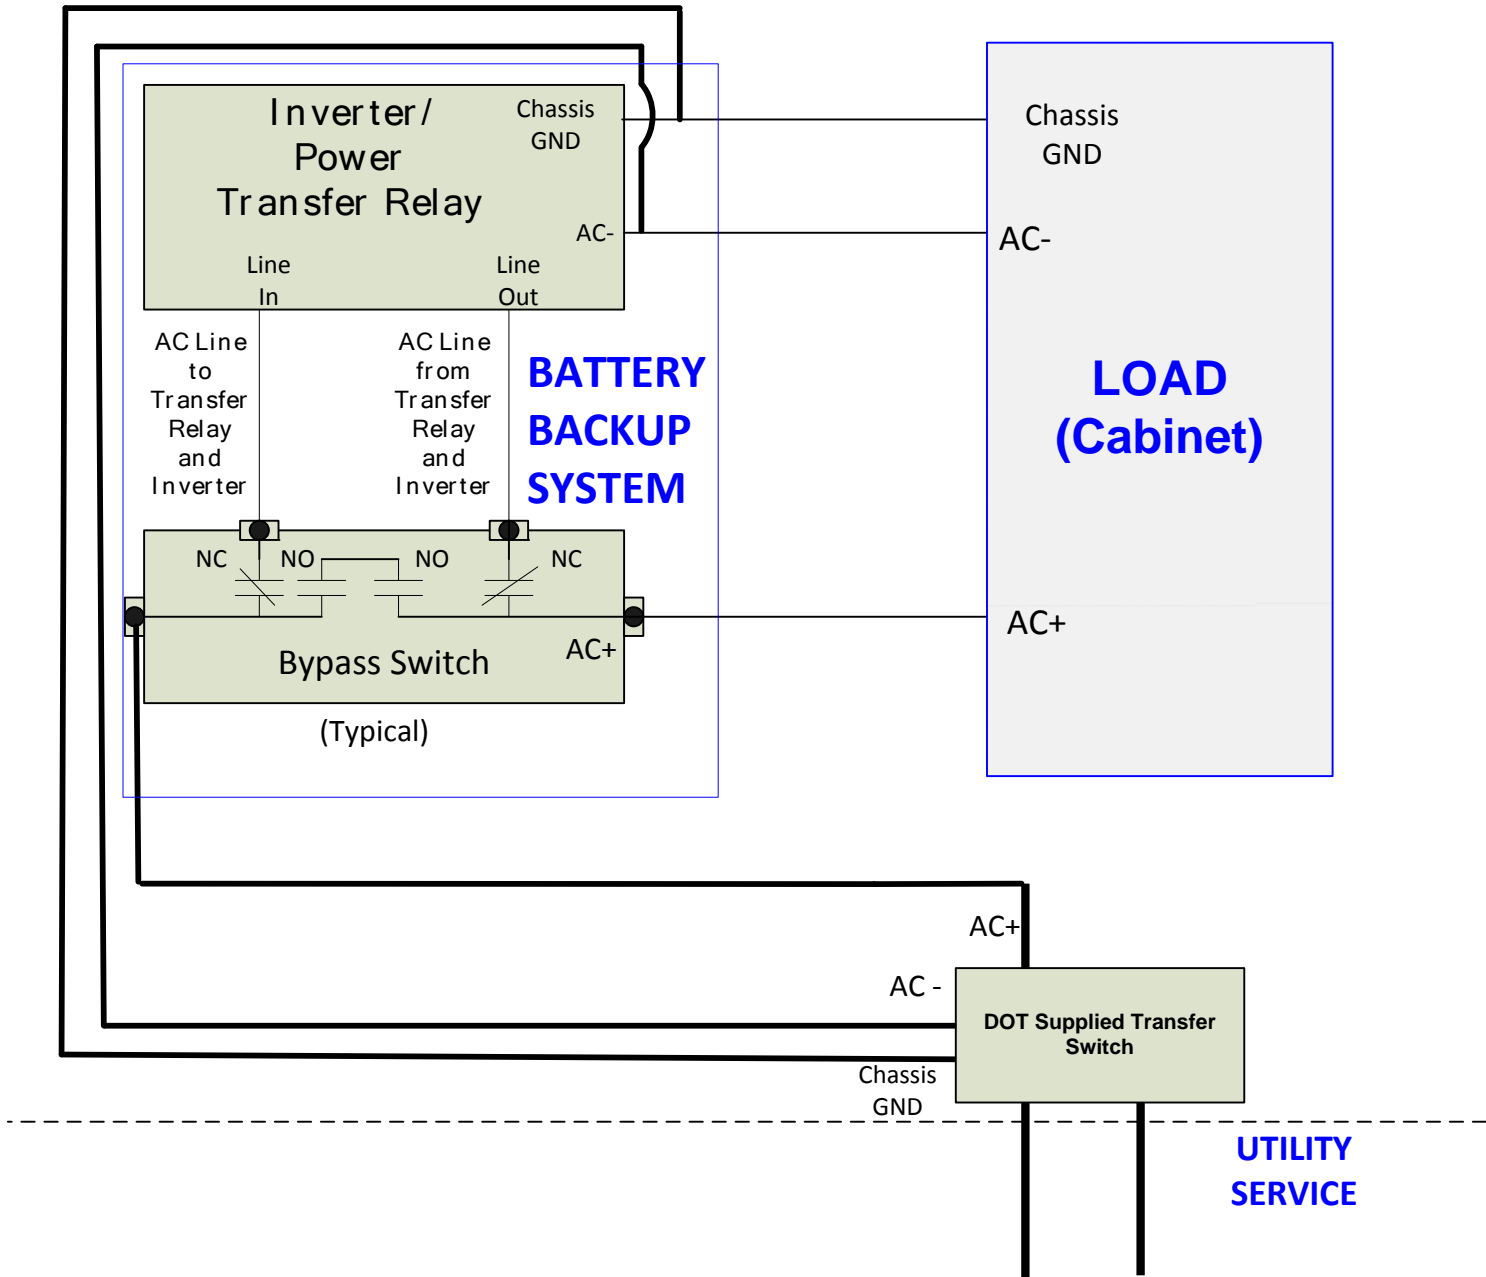 Inverter/
Power
Transfer Relay
Chassis
GND
AC-
Line
In
Line
Out
Chassis
GND
AC-
LOAD
(Cabinet)
AC+
AC Line
to
Transfer
Relay
and
Inverter
AC Line
from
Transfer
Relay
and
Inverter
BATTERY
BACKUP
SYSTEM
NC
NO
NO
NC
AC+
Bypass Switch
(Typical)
AC+
AC -
DOT Supplied Transfer
Switch
Chassis
GND
UTILITY
SERVICE